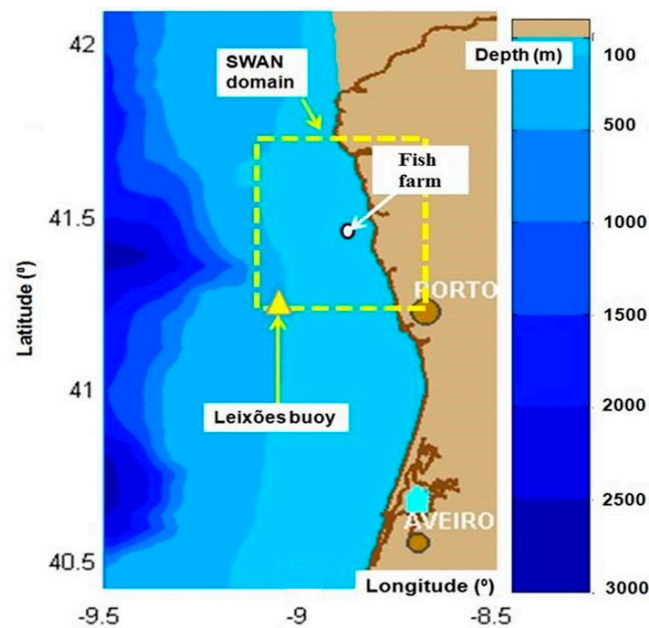 42
SWAN
domain
Depth (m)
100
500
Fish
farm
41.5
1000
PORTO
1500
Latitude (º)
41
Leixões buoy
2000
2500
AVEIRO
40.5
Longitude (º)
3000
-9.5
-9
-8.5